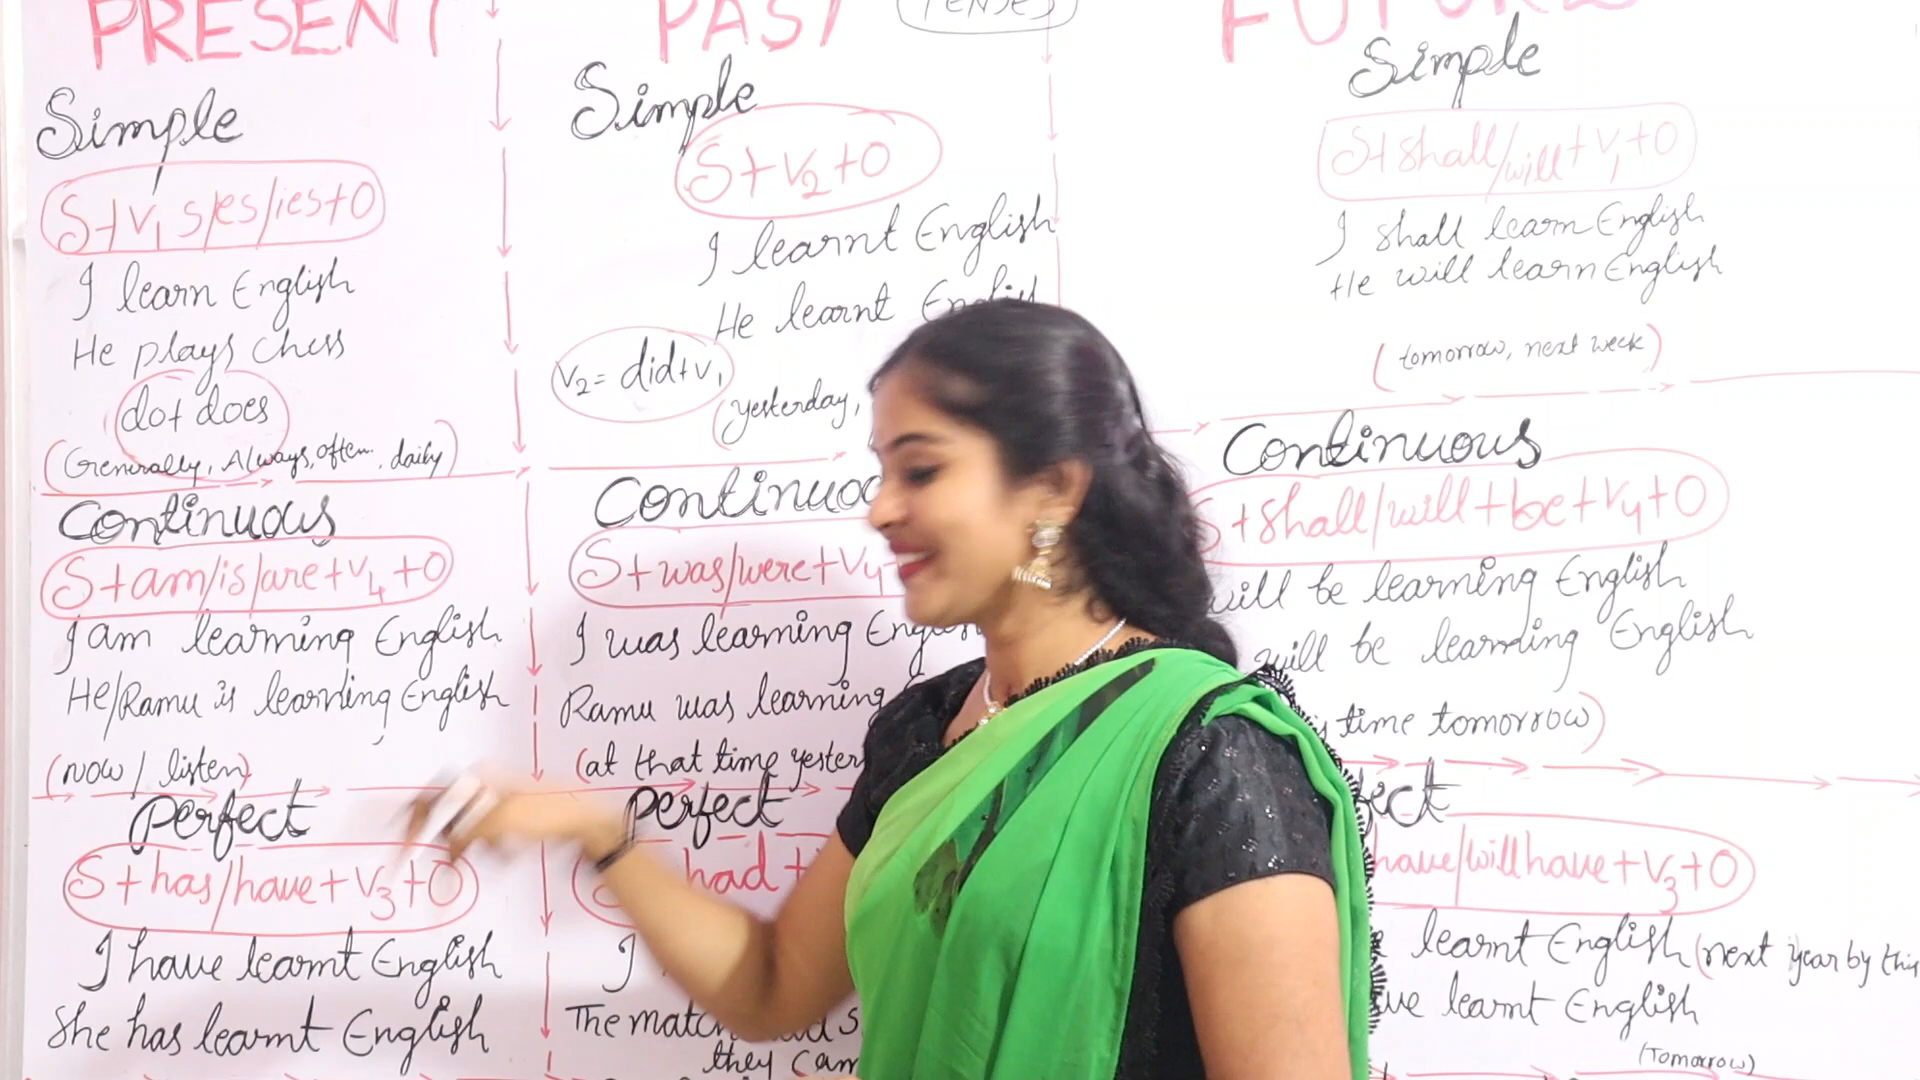 PRESENT
Simple
S+V1 s/es/ies+O
I learn English
He plays chess
do+does
(Generally, Always, often, daily)
Continuous
S+am/is/are+V4+O
I am learning English
He/Ramu is learning English
(now / listen)
Perfect
S+has/have+V3+O
I have learnt English
She has learnt English
PAST
TENSES
Simple
S+V2+O
I learnt English
He learnt
V2= did+V1
(yesterday,
Continuo
S+was/were+V4
I was learning English
Ramu was learning
(at that time
Perfect
had +
I
The
they
FUTURE
Simple
S+shall/will+V1+O
I shall learn English
He will learn English
(tomorrow, next week)
Continuous
S+shall/will+be+V4+O
will be learning English
will be learning English
time tomorrow)
have/will have+V3+O
learnt English (next year by this
learnt English
(Tomorrow)